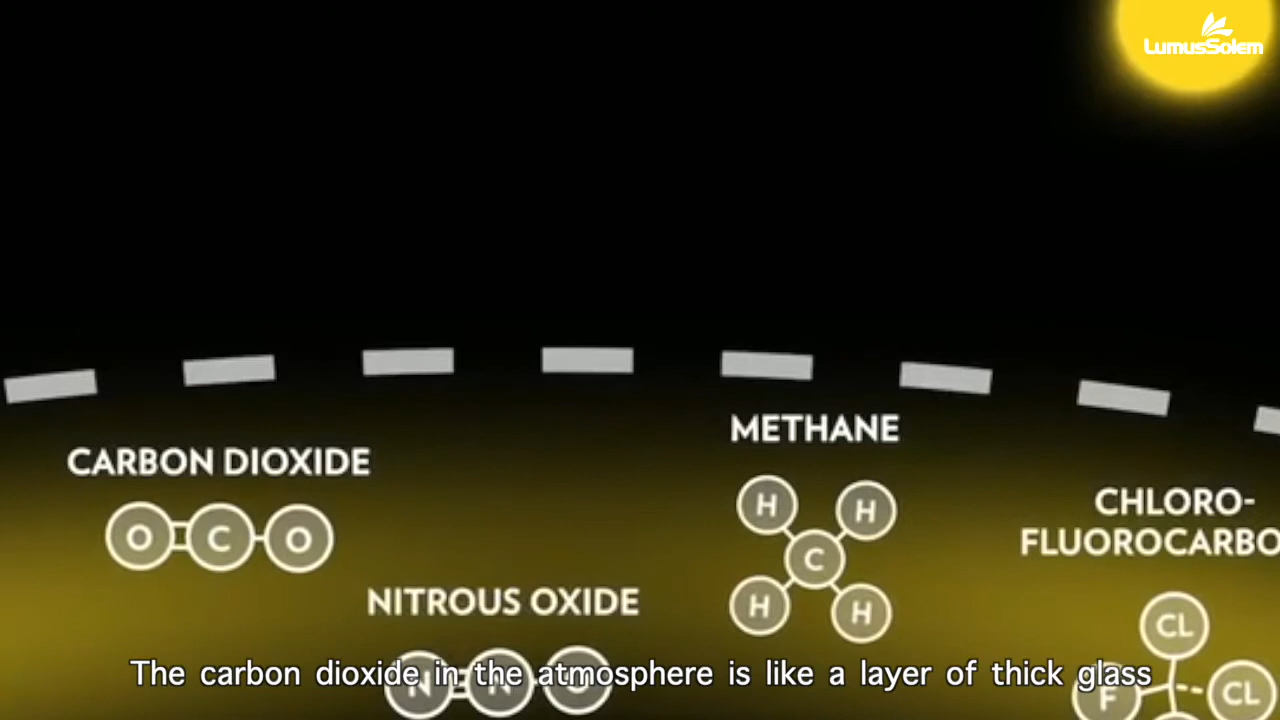 LumusSolem
METHANE
CARBON DIOXIDE
H H
CHLORO-
FLUOROCARBO
O C O
C
NITROUS OXIDE
H H
CL
The carbon dioxide in the atmosphere is like a layer of thick glass
N N O
F CL